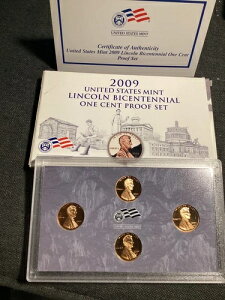 UNITED STATES MINT
Certificate of Authenticity
United States Mint 2009 Lincoln Bicentennial One Cent
Proof Set
2009
UNITED STATES MINT
LINCOLN BICENTENNIAL
ONE CENT PROOF SET